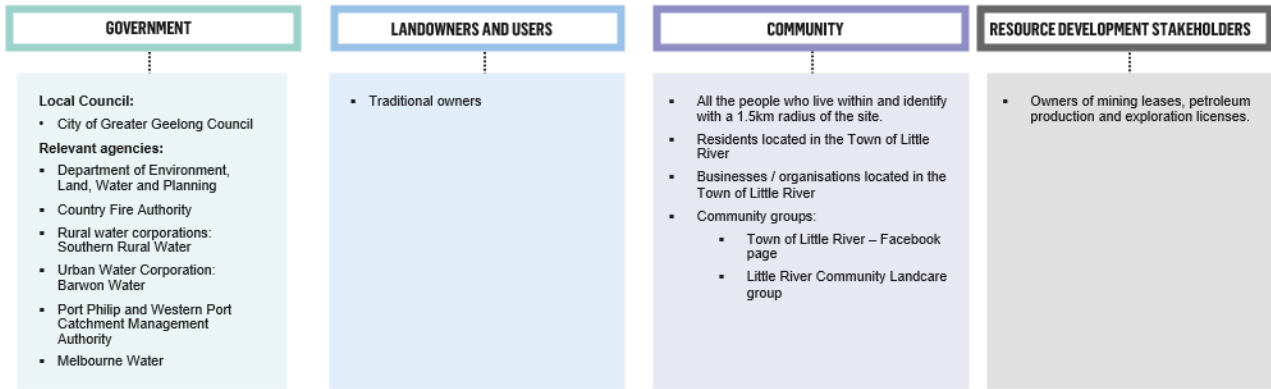 GOVERNMENT
Local Council:
• City of Greater Geelong Council
Relevant agencies:
▪ Department of Environment,
Land, Water and Planning
▪ Country Fire Authority
▪ Rural water corporations:
Southern Rural Water
▪ Urban Water Corporation:
Barwon Water
▪ Port Philip and Western Port
Catchment Management
Authority
▪ Melbourne Water
LANDOWNERS AND USERS
▪ Traditional owners
COMMUNITY
▪ All the people who live within and identify
with a 1.5km radius of the site.
▪ Residents located in the Town of Little
River
▪ Businesses / organisations located in the
Town of Little River
▪ Community groups:
▪ Town of Little River – Facebook
page
▪ Little River Community Landcare
group
RESOURCE DEVELOPMENT STAKEHOLDERS
▪ Owners of mining leases, petroleum
production and exploration licenses.